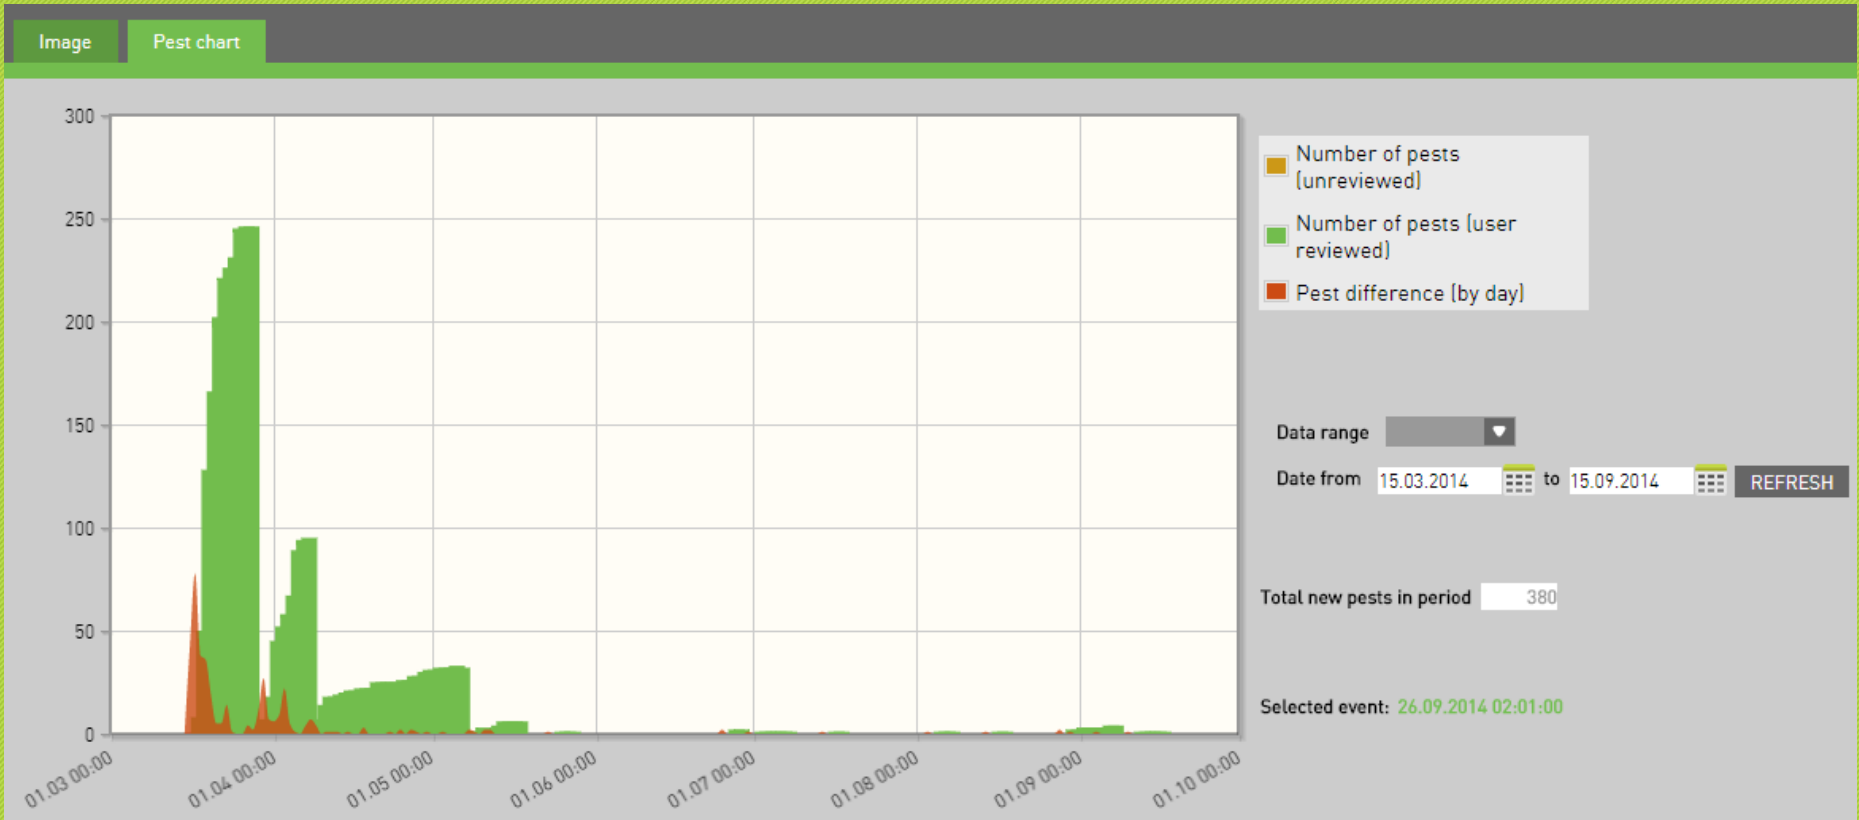 Image
Pest chart
300
250
200
150
100
50
0
01.03 00:00
01.04 00:00
01.05 00:00
01.06 00:00
01.07 00:00
01.08 00:00
01.09 00:00
01.10 00:00
Number of pests
(unreviewed)
Number of pests (user
reviewed)
Pest difference (by day)
Data range
Date from 15.03.2014 to 15.09.2014 REFRESH
Total new pests in period 380
Selected event: 26.09.2014 02:01:00